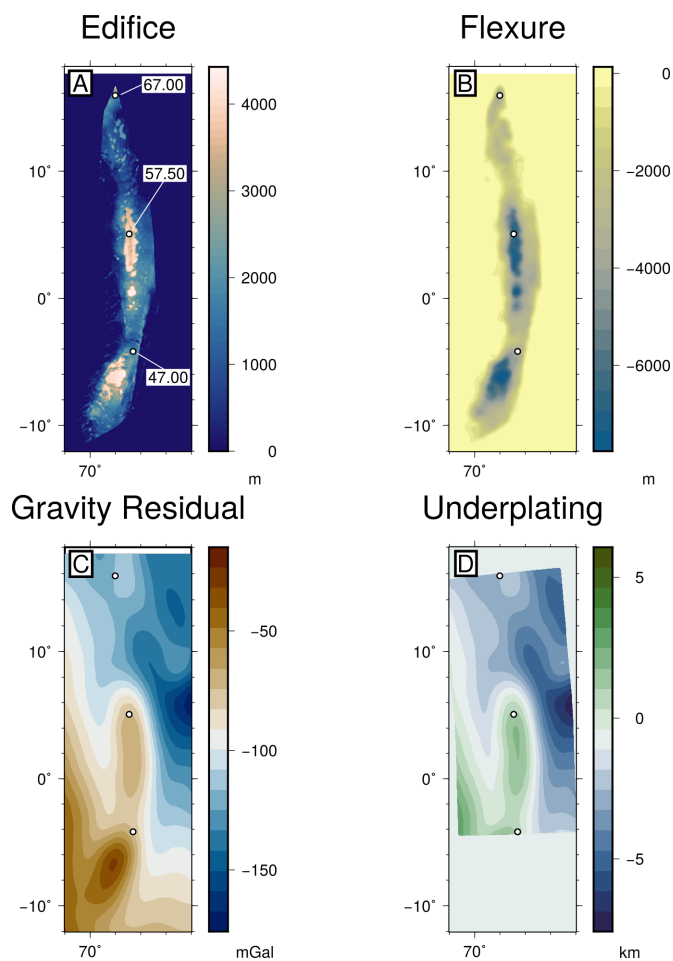 Edifice
Flexure
A
67.00
57.50
47.00
10°
0°
−10°
70°
4000
3000
2000
1000
0
m
B
10°
0°
−10°
70°
0
−2000
−4000
−6000
m
Gravity Residual
Underplating
C
10°
0°
−10°
70°
−50
−100
−150
mGal
D
10°
0°
−10°
70°
5
0
−5
km